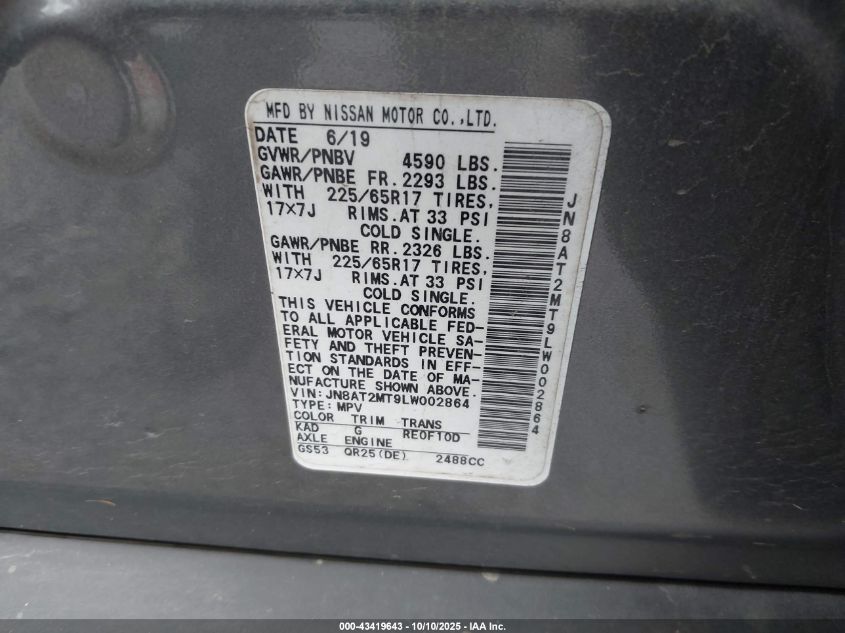 MFD BY NISSAN MOTOR CO.,LTD.
DATE 6/19
GVWR/PNBV 4590 LBS.
GAWR/PNBE FR.2293 LBS.
WITH 225/65R17 TIRES,
17×7J RIMS.AT 33 PSI
COLD SINGLE.
GAWR/PNBE RR.2326 LBS.
WITH 225/65R17 TIRES,
17×7J RIMS.AT 33 PSI
COLD SINGLE.
THIS VEHICLE CONFORMS
TO ALL APPLICABLE FED-
ERAL MOTOR VEHICLE SA-
FETY AND THEFT PREVEN-
TION STANDARDS IN EFF-
ECT ON THE DATE OF MA-
NUFACTURE SHOWN ABOVE.
VIN:JN8AT2MT9LW002864
TYPE:MPV
COLOR TRIM TRANS
KAD G RE0F10D
AXLE ENGINE
GS53 QR25(DE) 2488CC
JN8AT2MT9LW002864
000-43419643 - 10/10/2025 - IAA Inc.